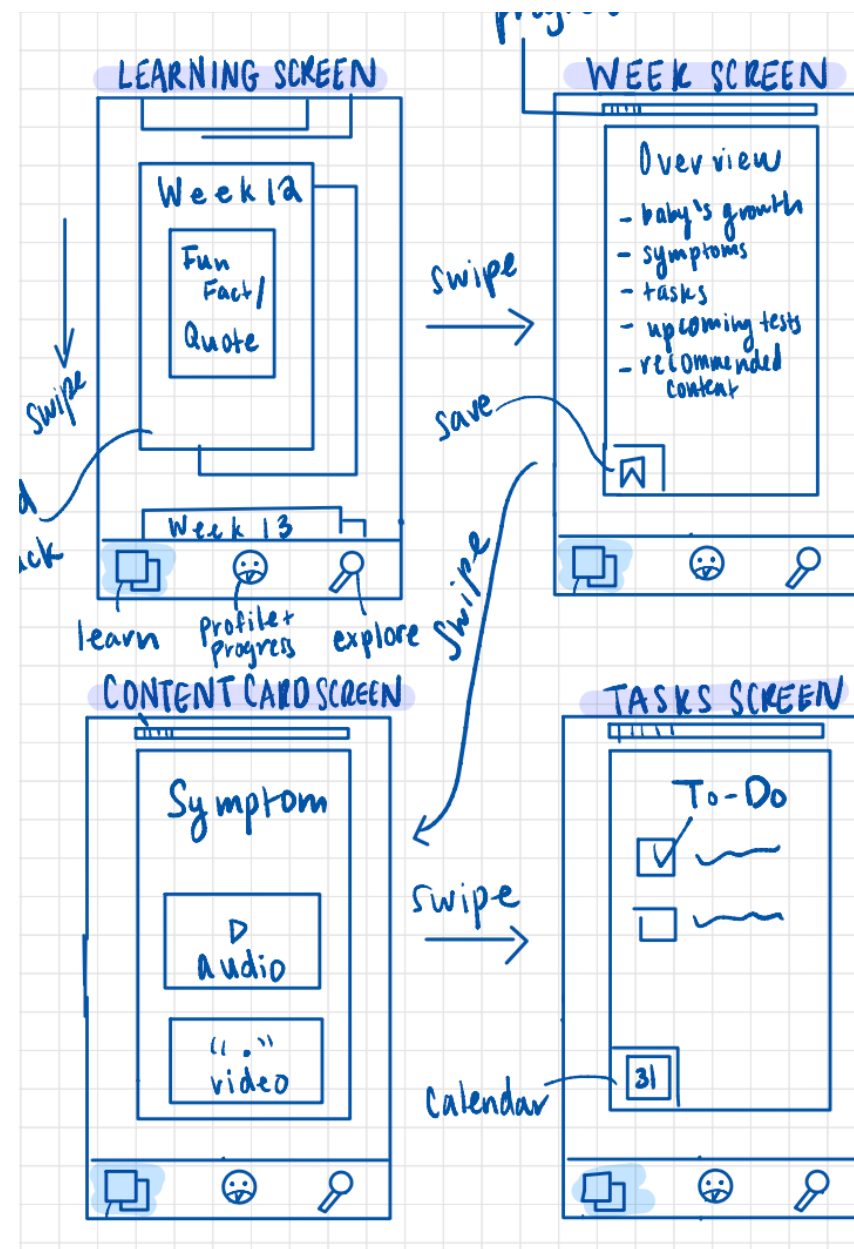 progress
LEARNING SCREEN
WEEK SCREEN
Week 12
Fun
Fact/
Quote
swipe
Week 13
learn
profile +
progress
explore
swipe
Overview
- baby's growth
- symptoms
- tasks
- upcoming tests
- recommended
content
save
swipe
CONTENT CARD SCREEN
TASKS SCREEN
Symptom
audio
video
swipe
To-Do
31
Calendar